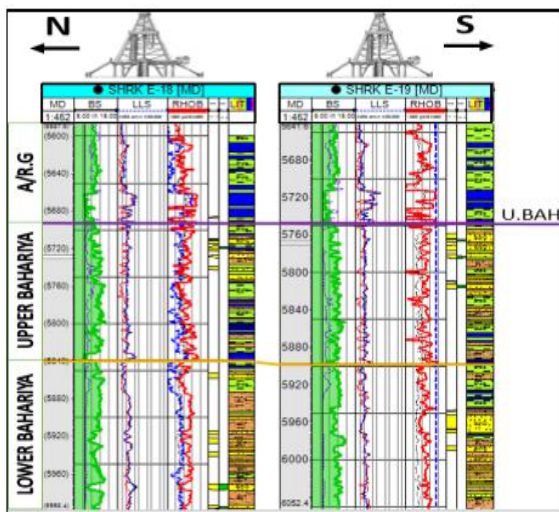 N
S
SHRK E-18 [MD]
SHRK E-19 [MD]
MD BS LLS RHOB LIT
MD BS LLS RHOB LIT
1:462
1:462
A/R.G
UPPER BAHARIYA
LOWER BAHARIYA
U.BAH
(5600)
(5640)
(5680)
(5720)
(5760)
(5800)
(5840)
(5880)
(5920)
(5960)
5680
5720
5760
5800
5840
5880
5920
5960
6000
6052.4